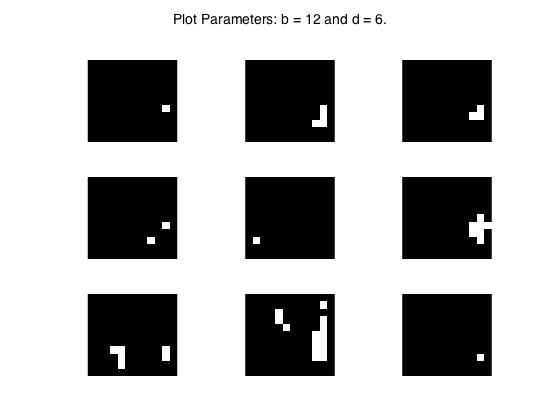 Plot Parameters: b = 12 and d = 6.